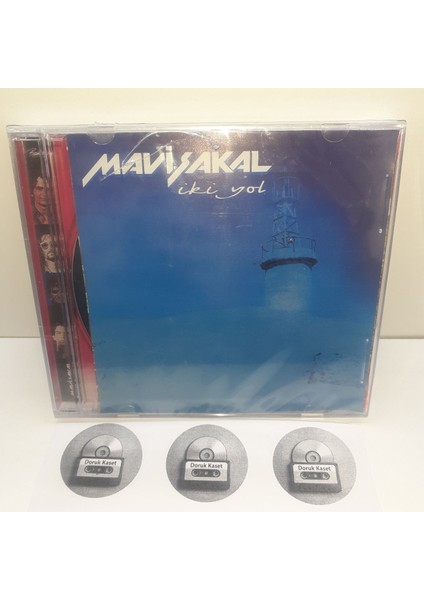 MAVİSAKAL
iki yol
Doruk Kaset
Doruk Kaset
Doruk Kaset